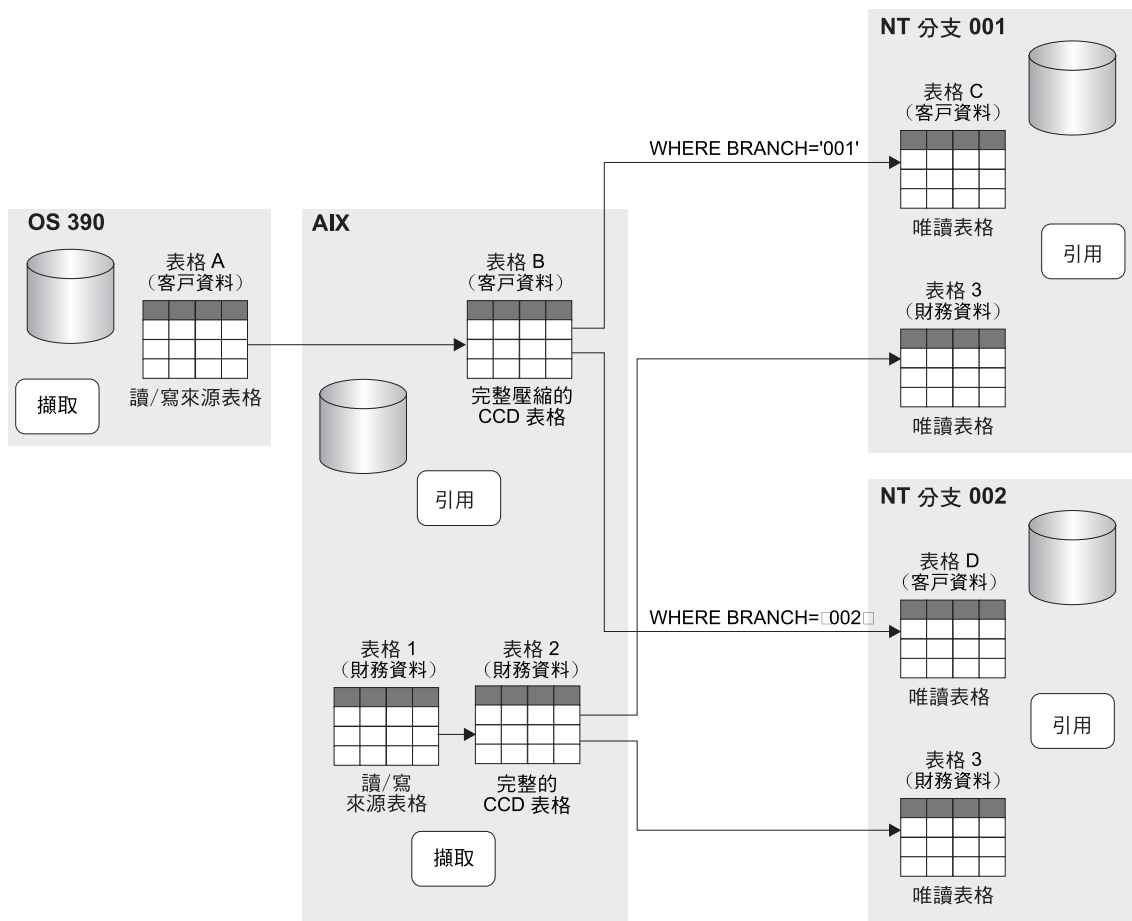 OS 390
表格 A
（客戶資料）
讀/寫來源表格
擷取
AIX
表格 B
（客戶資料）
完整壓縮的
CCD 表格
引用
表格 1
（財務資料）
讀/寫
來源表格
表格 2
（財務資料）
完整的
CCD 表格
擷取
WHERE BRANCH='001'
WHERE BRANCH=□002□
NT 分支 001
表格 C
（客戶資料）
唯讀表格
引用
表格 3
（財務資料）
唯讀表格
NT 分支 002
表格 D
（客戶資料）
唯讀表格
引用
表格 3
（財務資料）
唯讀表格